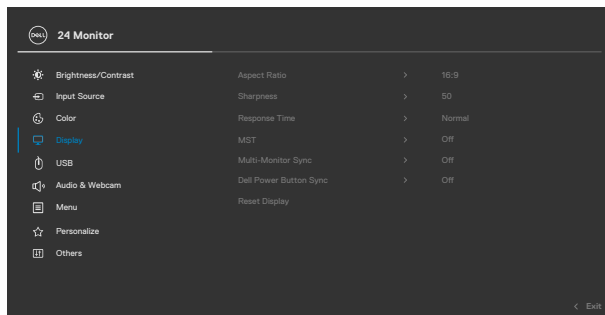 DELL 24 Monitor
Brightness/Contrast Aspect Ratio > 16:9
Input Source Sharpness > 50
Color Response Time > Normal
Display MST > Off
USB Multi-Monitor Sync > Off
Audio & Webcam Dell Power Button Sync > Off
Menu Reset Display
Personalize
Others
< Exit